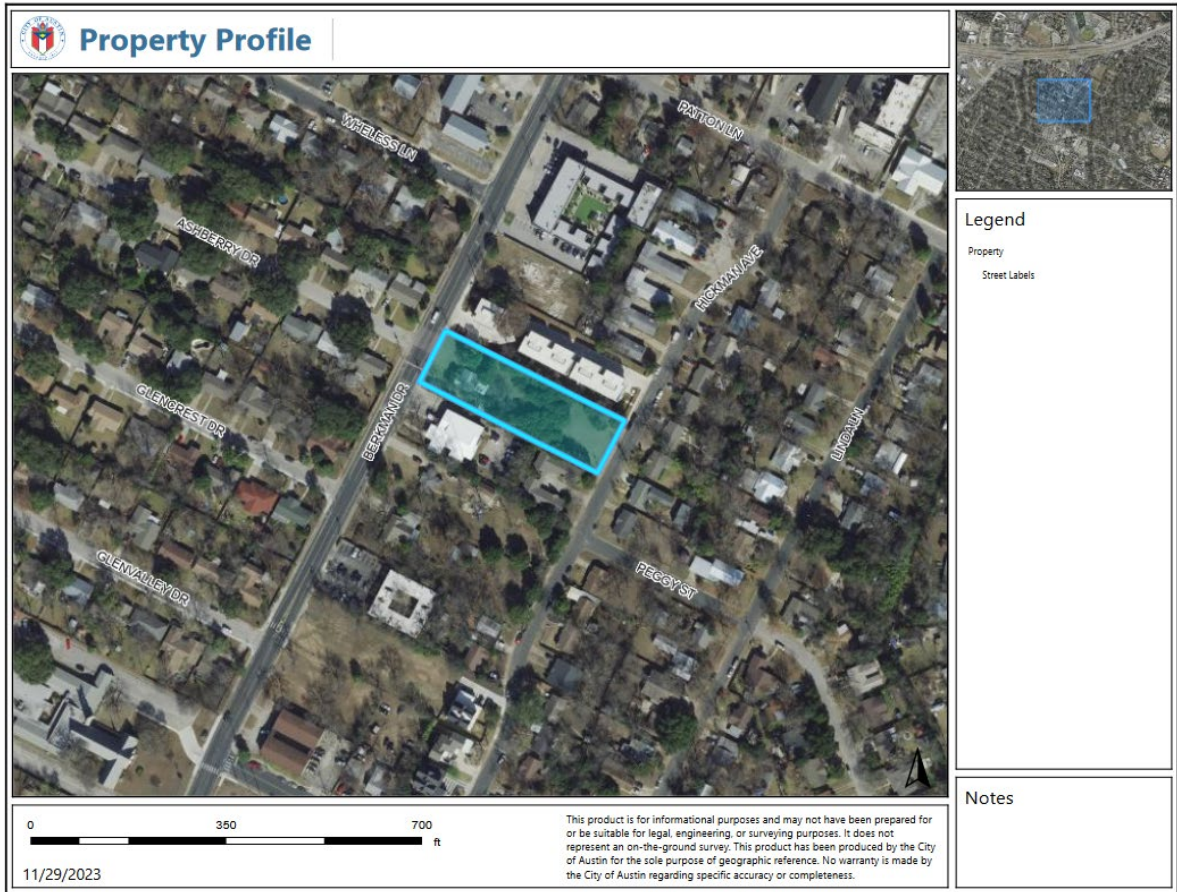 Property Profile
WHELESS LN
PATTON LN
ASHBERRY DR
HICKMAN AVE
GLENCREST DR
BERKMAN DR
LINDA LN
GLENVALLEY DR
PEGGY ST
Legend
Property
Street Labels
Notes
0 350 700
ft
11/29/2023
This product is for informational purposes and may not have been prepared for
or be suitable for legal, engineering, or surveying purposes. It does not
represent an on-the-ground survey. This product has been produced by the City
of Austin for the sole purpose of geographic reference. No warranty is made by
the City of Austin regarding specific accuracy or completeness.